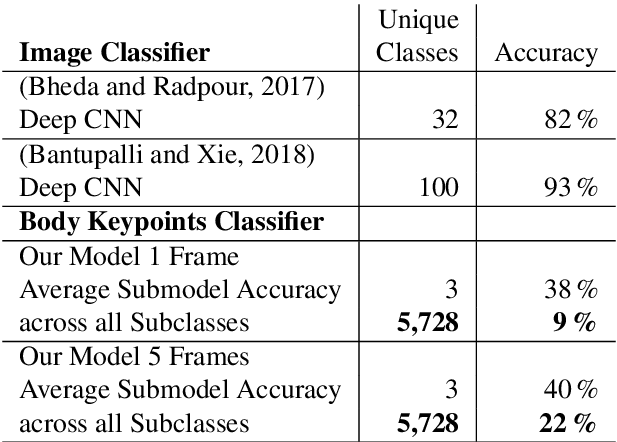 Unique
Image Classifier Classes Accuracy
(Bheda and Radpour, 2017)
Deep CNN 32 82 %
(Bantupalli and Xie, 2018)
Deep CNN 100 93 %
Body Keypoints Classifier
Our Model 1 Frame
Average Submodel Accuracy 3 38 %
across all Subclasses 5,728 9 %
Our Model 5 Frames
Average Submodel Accuracy 3 40 %
across all Subclasses 5,728 22 %